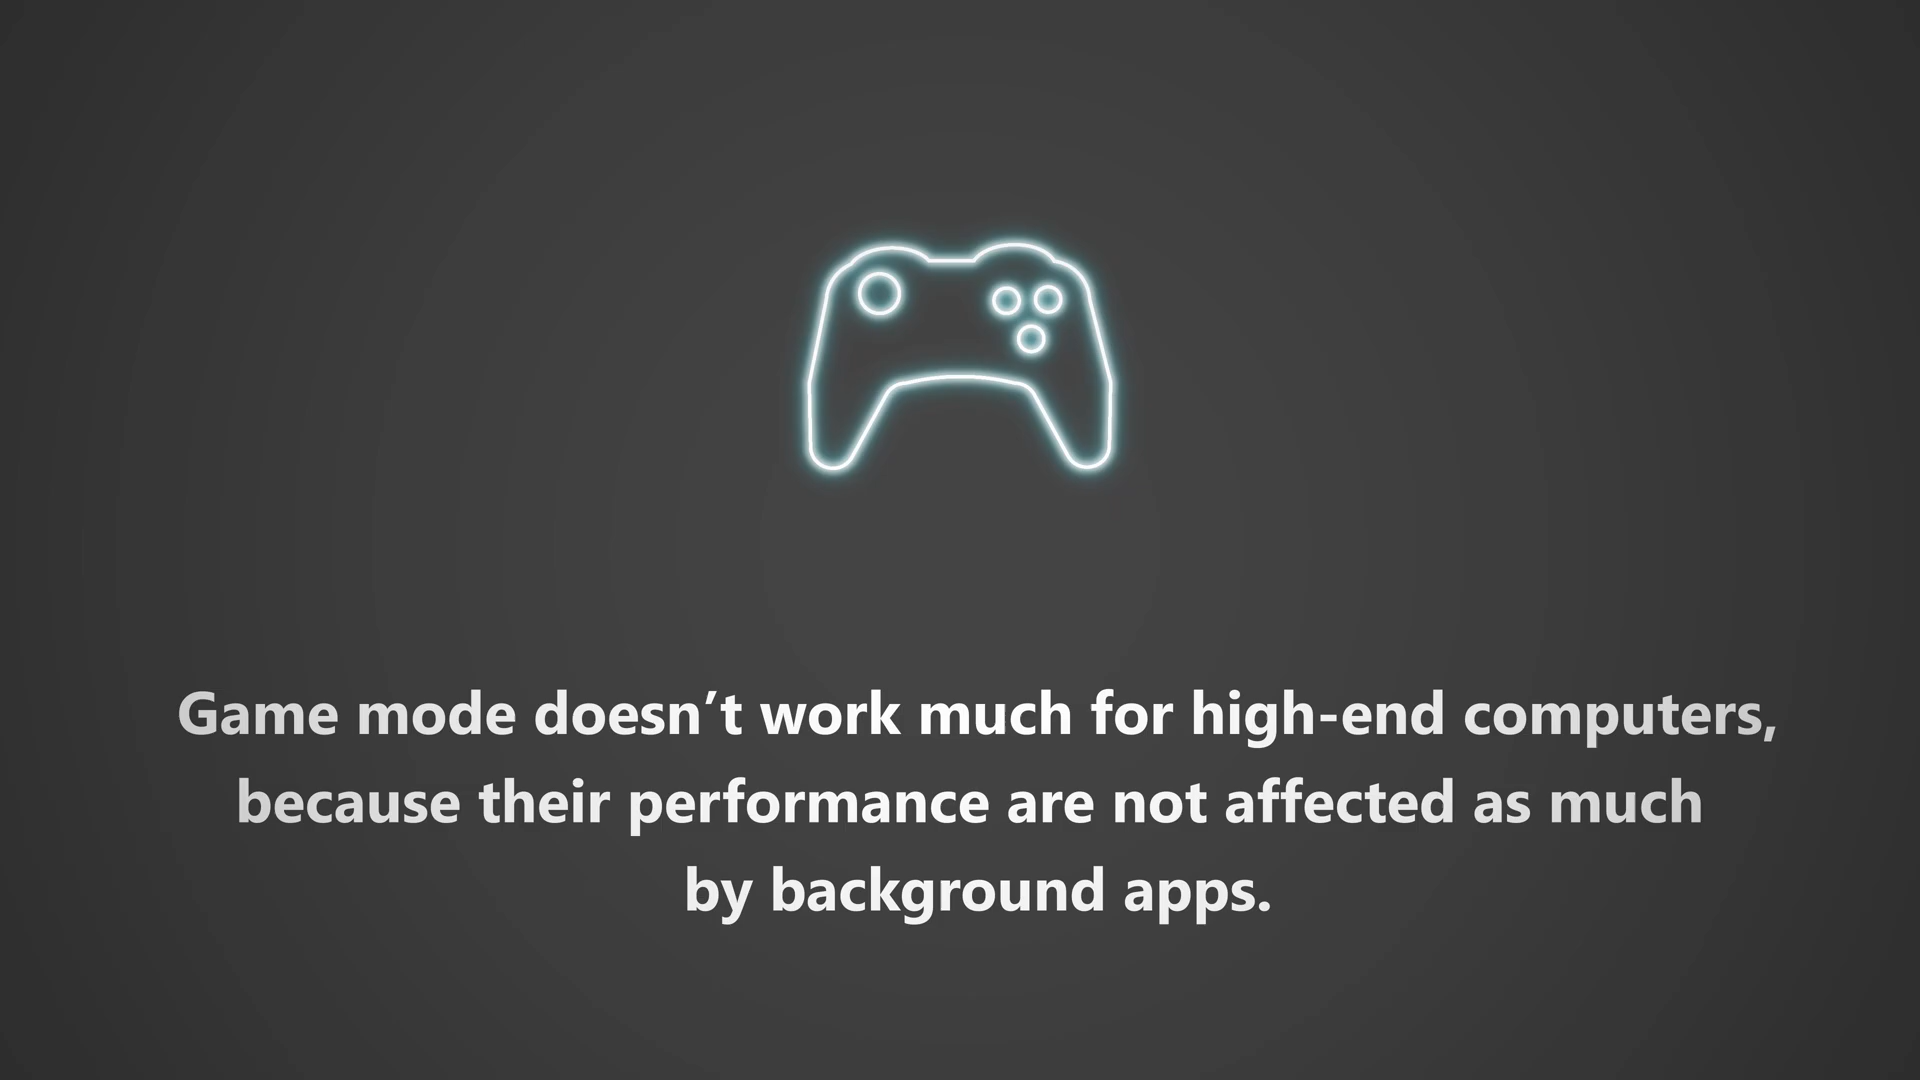 Game mode doesn’t work much for high-end computers,
because their performance are not affected as much
by background apps.